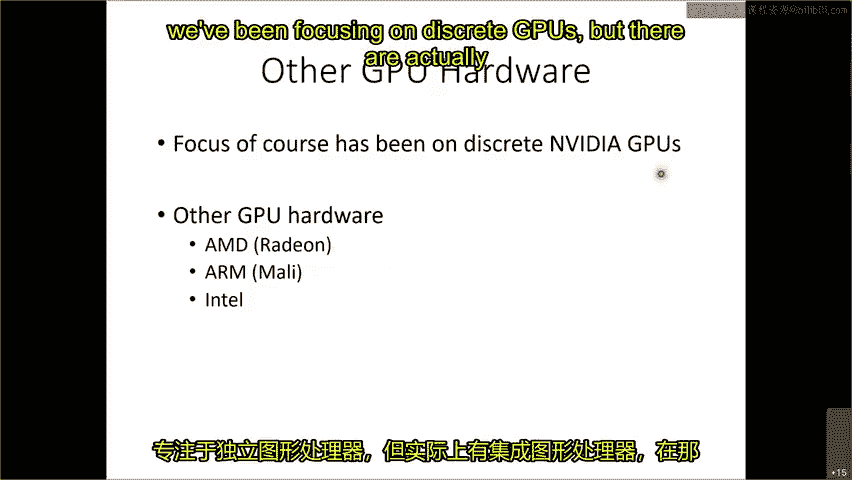 we've been focusing on discrete GPUs, but there
are actually
Other GPU Hardware
• Focus of course has been on discrete NVIDIA GPUs
• Other GPU hardware
• AMD (Radeon)
• ARM (Mali)
• Intel
专注于独立图形处理器，但实际上有集成图形处理器，在那
+15